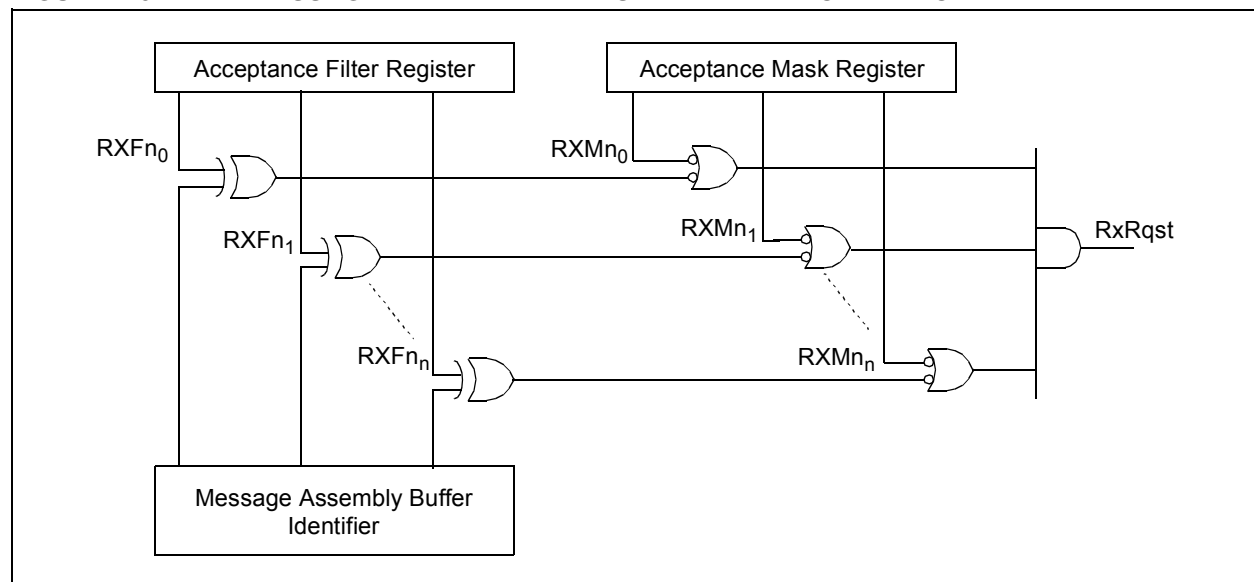 Acceptance Filter Register
Acceptance Mask Register
RXFn0
RXMn0
RXFn1
RXMn1
RxRqst
RXFnn
RXMnn
Message Assembly Buffer
Identifier